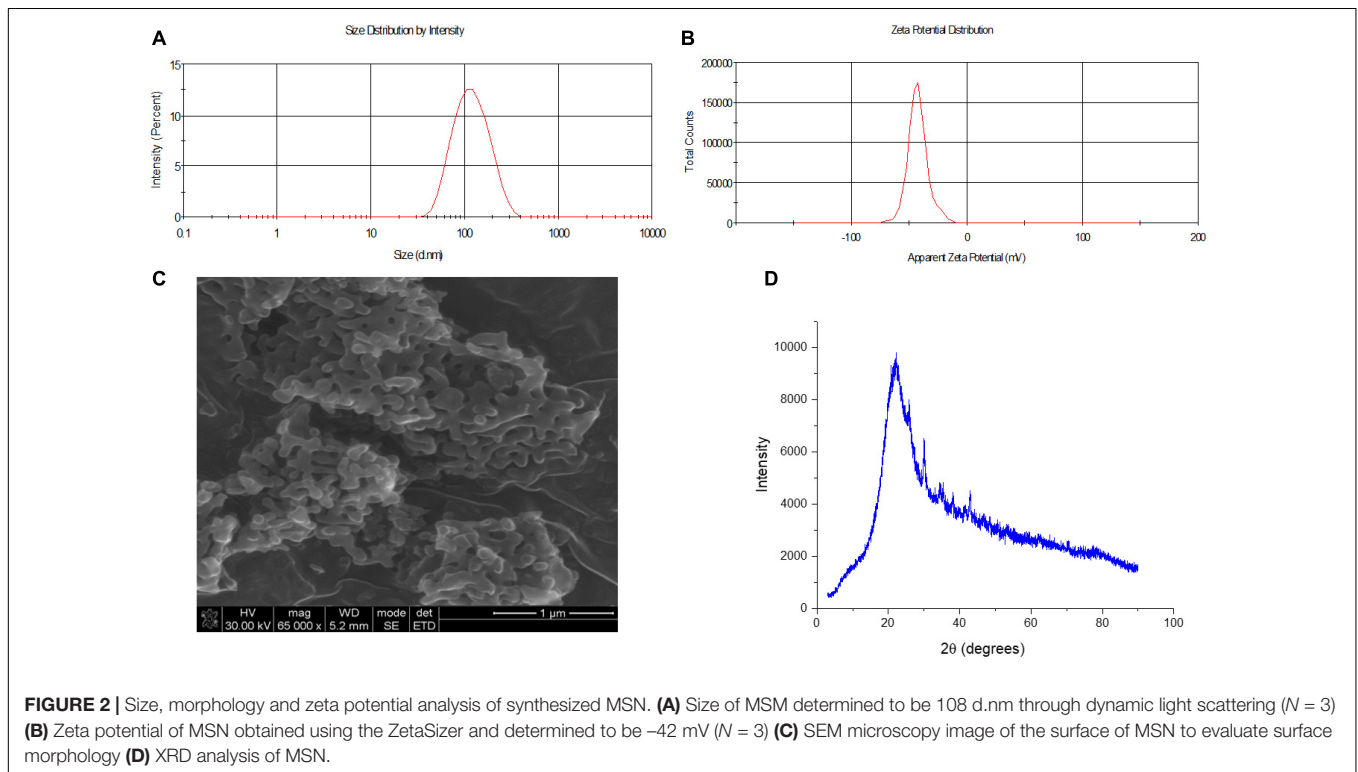 A
Size Distribution by Intensity
Intensity (Percent)
15
10
5
0
0.1 1 10 100 1000 10000
Size (d.nm)
B
Zeta Potential Distribution
Total Counts
200000
150000
100000
50000
0
-100 0 100 200
Apparent Zeta Potential (mV)
C
HV mag WD mode det
30.00 kV 65 000 x 5.2 mm SE ETD
1 µm
D
Intensity
10000
8000
6000
4000
2000
0
0 20 40 60 80 100
2θ (degrees)
FIGURE 2 | Size, morphology and zeta potential analysis of synthesized MSN. (A) Size of MSM determined to be 108 d.nm through dynamic light scattering (N = 3)
(B) Zeta potential of MSN obtained using the ZetaSizer and determined to be –42 mV (N = 3) (C) SEM microscopy image of the surface of MSN to evaluate surface
morphology (D) XRD analysis of MSN.